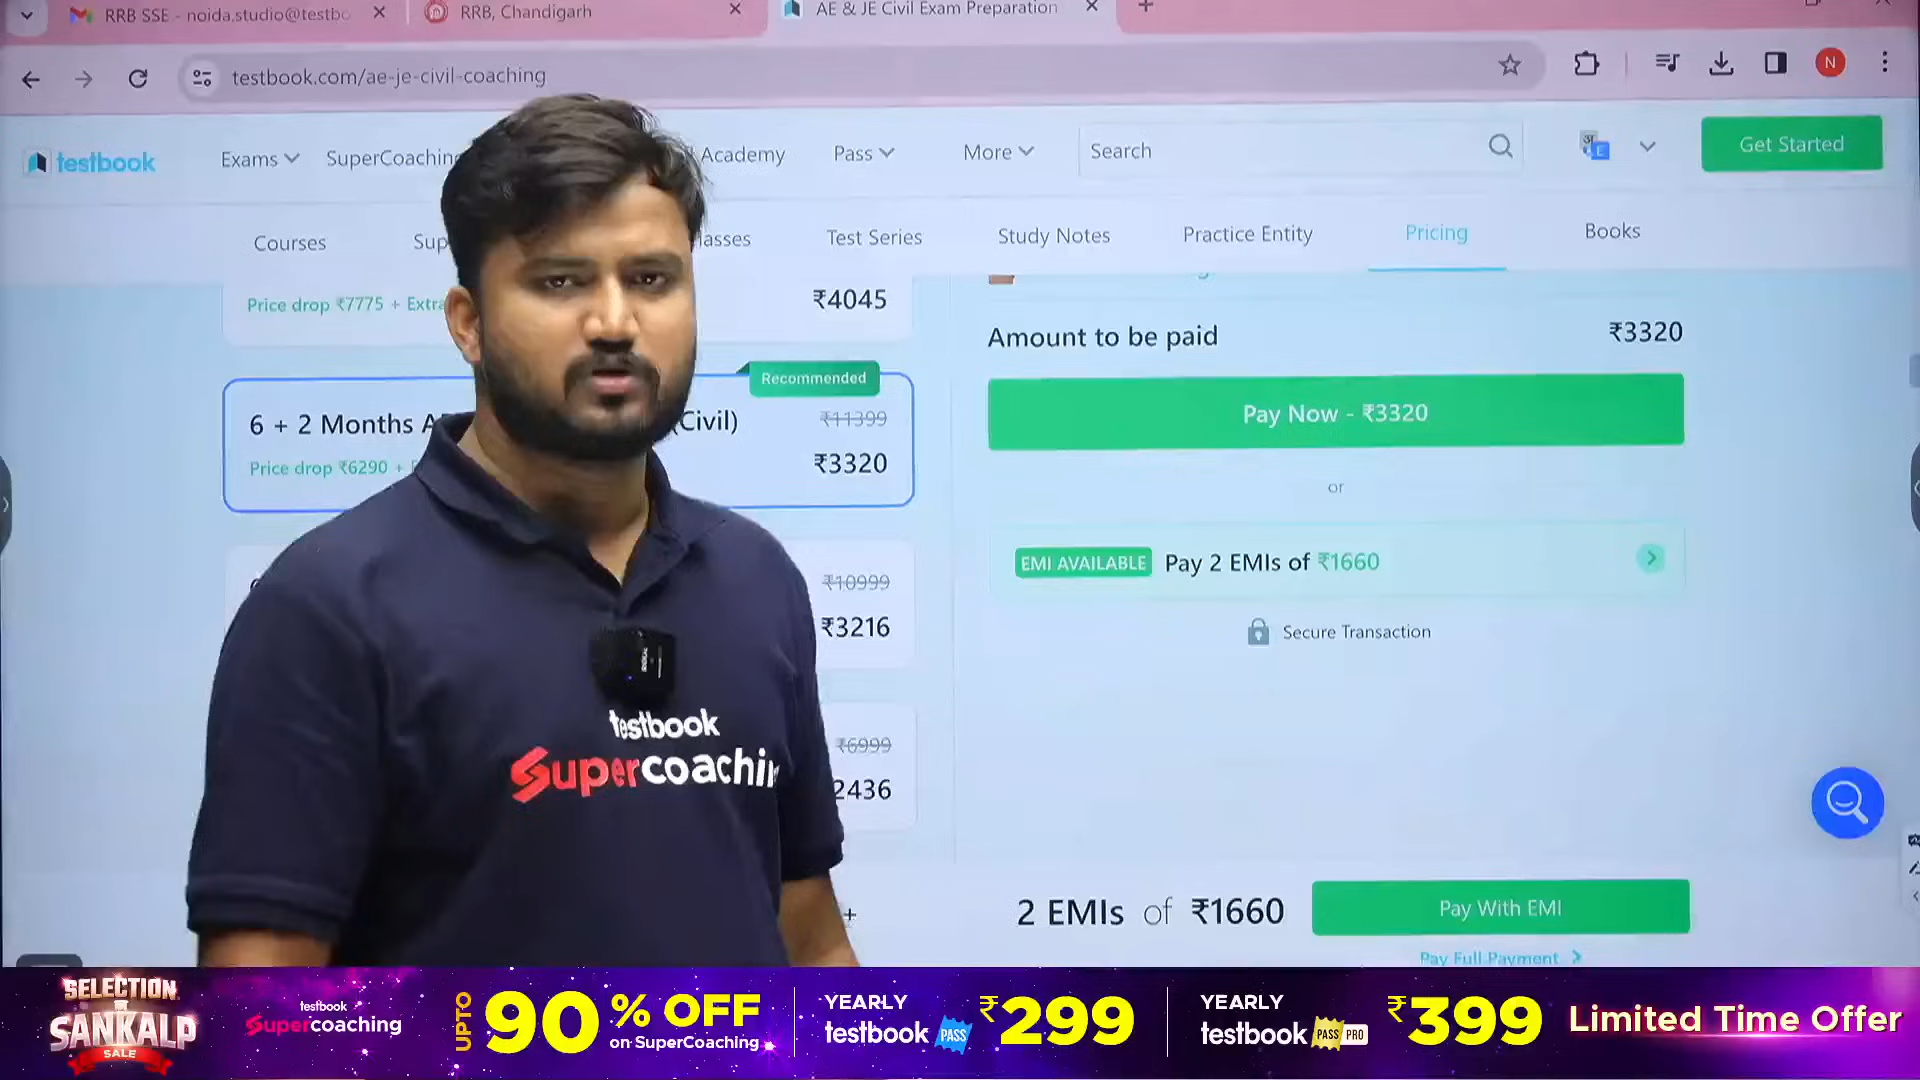 RRB SSE - noida.studio@testbo
RRB, Chandigarh
AE & JE Civil Exam Preparation
testbook.com/ae-je-civil-coaching
N
testbook
Exams
SuperCoaching
Academy
Pass
More
Search
Get Started
Courses
Sup
lasses
Test Series
Study Notes
Practice Entity
Pricing
Books
Price drop ₹7775 + Extra
₹4045
Recommended
6 + 2 Months A
(Civil)
₹11399
Price drop ₹6290 +
₹3320
₹10999
₹3216
₹6999
2436
Amount to be paid
₹3320
Pay Now - ₹3320
or
EMI AVAILABLE
Pay 2 EMIs of ₹1660
Secure Transaction
2 EMIs of ₹1660
Pay With EMI
Pay Full Payment
testbook
Supercoachin
SELECTION
SANKALP
SALE
testbook
Supercoaching
UPTO
90% OFF
on SuperCoaching
YEARLY
testbook PASS
₹299
YEARLY
testbook PASS PRO
₹399
Limited Time Offer